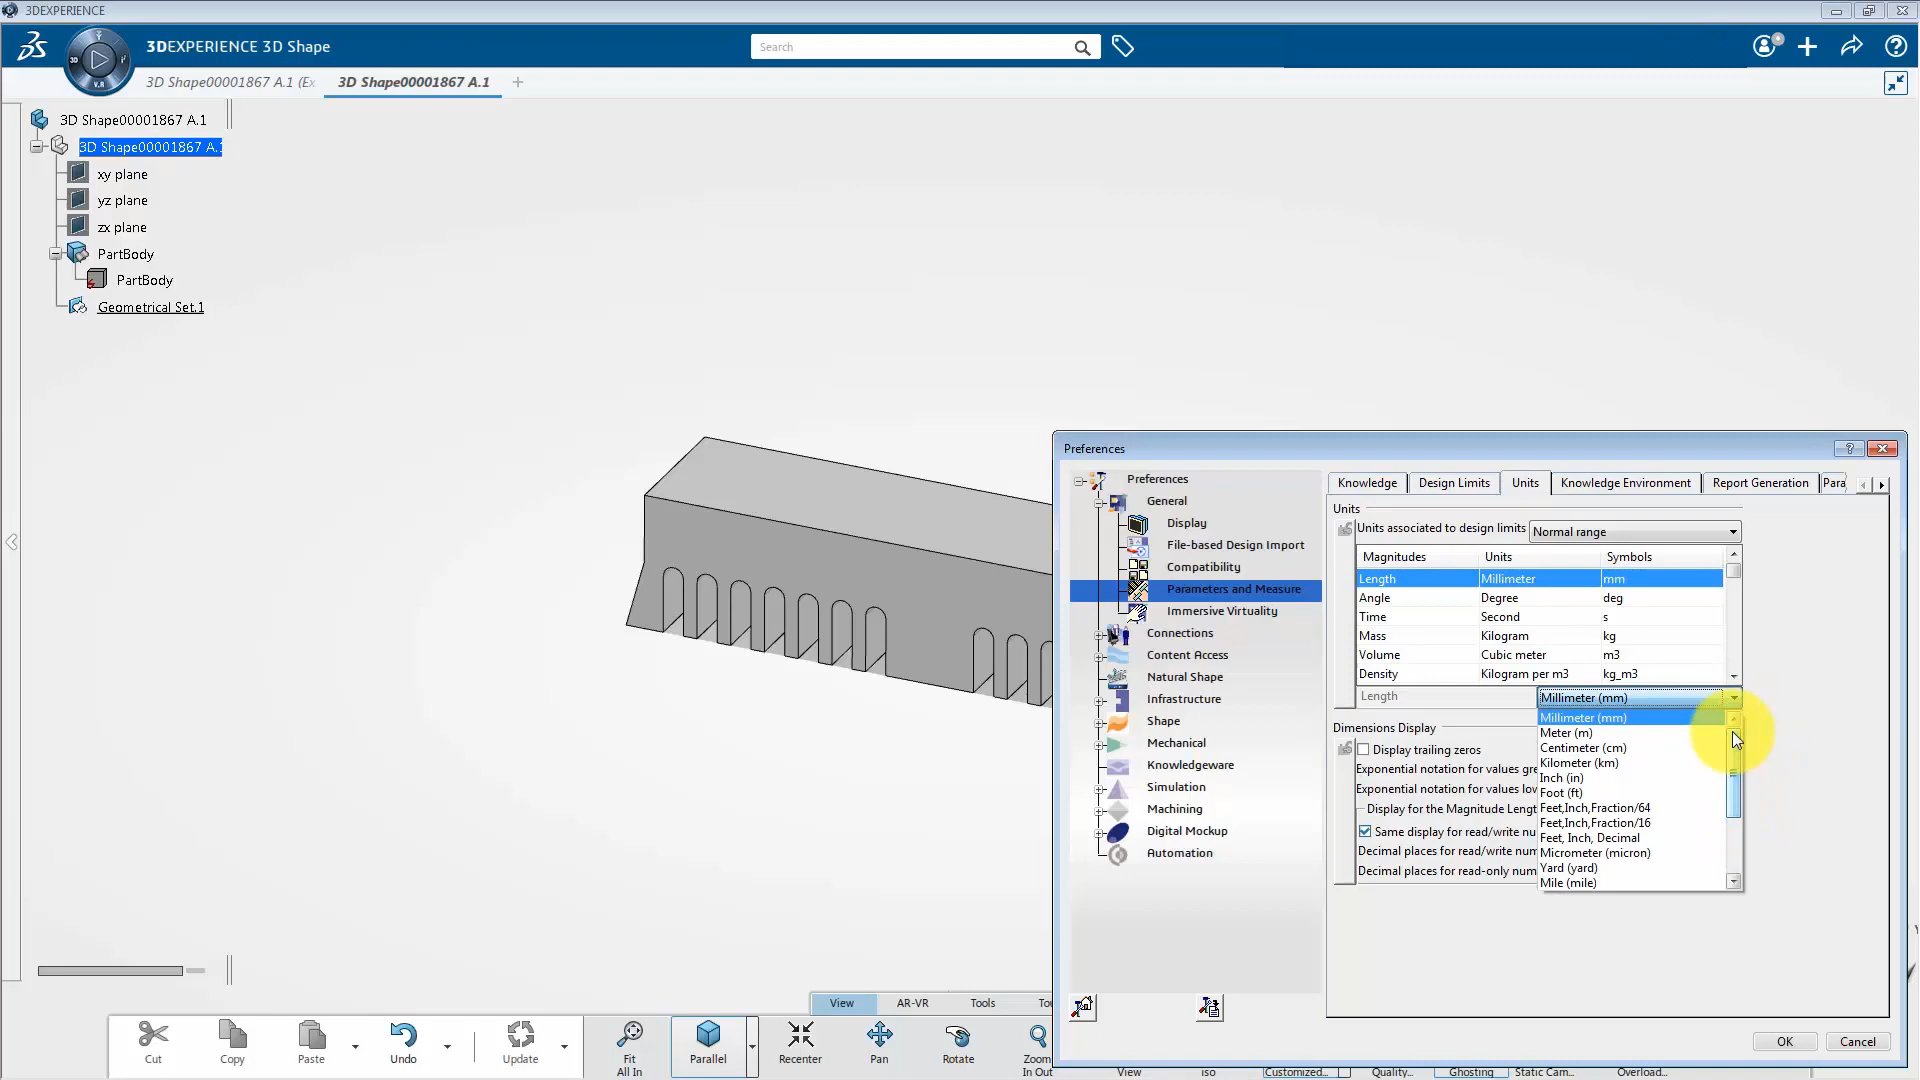 3DEXPERIENCE
3DEXPERIENCE 3D Shape
Search
3D
V.R
3D Shape00001867 A.1 (Ex
3D Shape00001867 A.1
3D Shape00001867 A.1
3D Shape00001867 A.1
xy plane
yz plane
zx plane
PartBody
PartBody
Geometrical Set.1
Preferences
Preferences
General
Display
File-based Design Import
Compatibility
Parameters and Measure
Immersive Virtuality
Connections
Content Access
Natural Shape
Infrastructure
Shape
Mechanical
Knowledgeware
Simulation
Machining
Digital Mockup
Automation
Knowledge Design Limits Units Knowledge Environment Report Generation Para
Units
Units associated to design limits Normal range
Magnitudes Units Symbols
Length Millimeter mm
Angle Degree deg
Time Second s
Mass Kilogram kg
Volume Cubic meter m3
Density Kilogram per m3 kg_m3
Length Millimeter (mm)
Millimeter (mm)
Meter (m)
Centimeter (cm)
Kilometer (km)
Inch (in)
Foot (ft)
Feet,Inch,Fraction/64
Feet,Inch,Fraction/16
Feet, Inch, Decimal
Micrometer (micron)
Yard (yard)
Mile (mile)
Dimensions Display
Display trailing zeros
Exponential notation for values gre
Exponential notation for values low
Display for the Magnitude Length
Same display for read/write nu
Decimal places for read/write num
Decimal places for read-only num
OK Cancel
View AR-VR Tools Tou
Cut Copy Paste Undo Update Fit All In Parallel Recenter Pan Rotate Zoom In Out
View Iso Customized... Quality... Ghosting Static Cam... Overload...